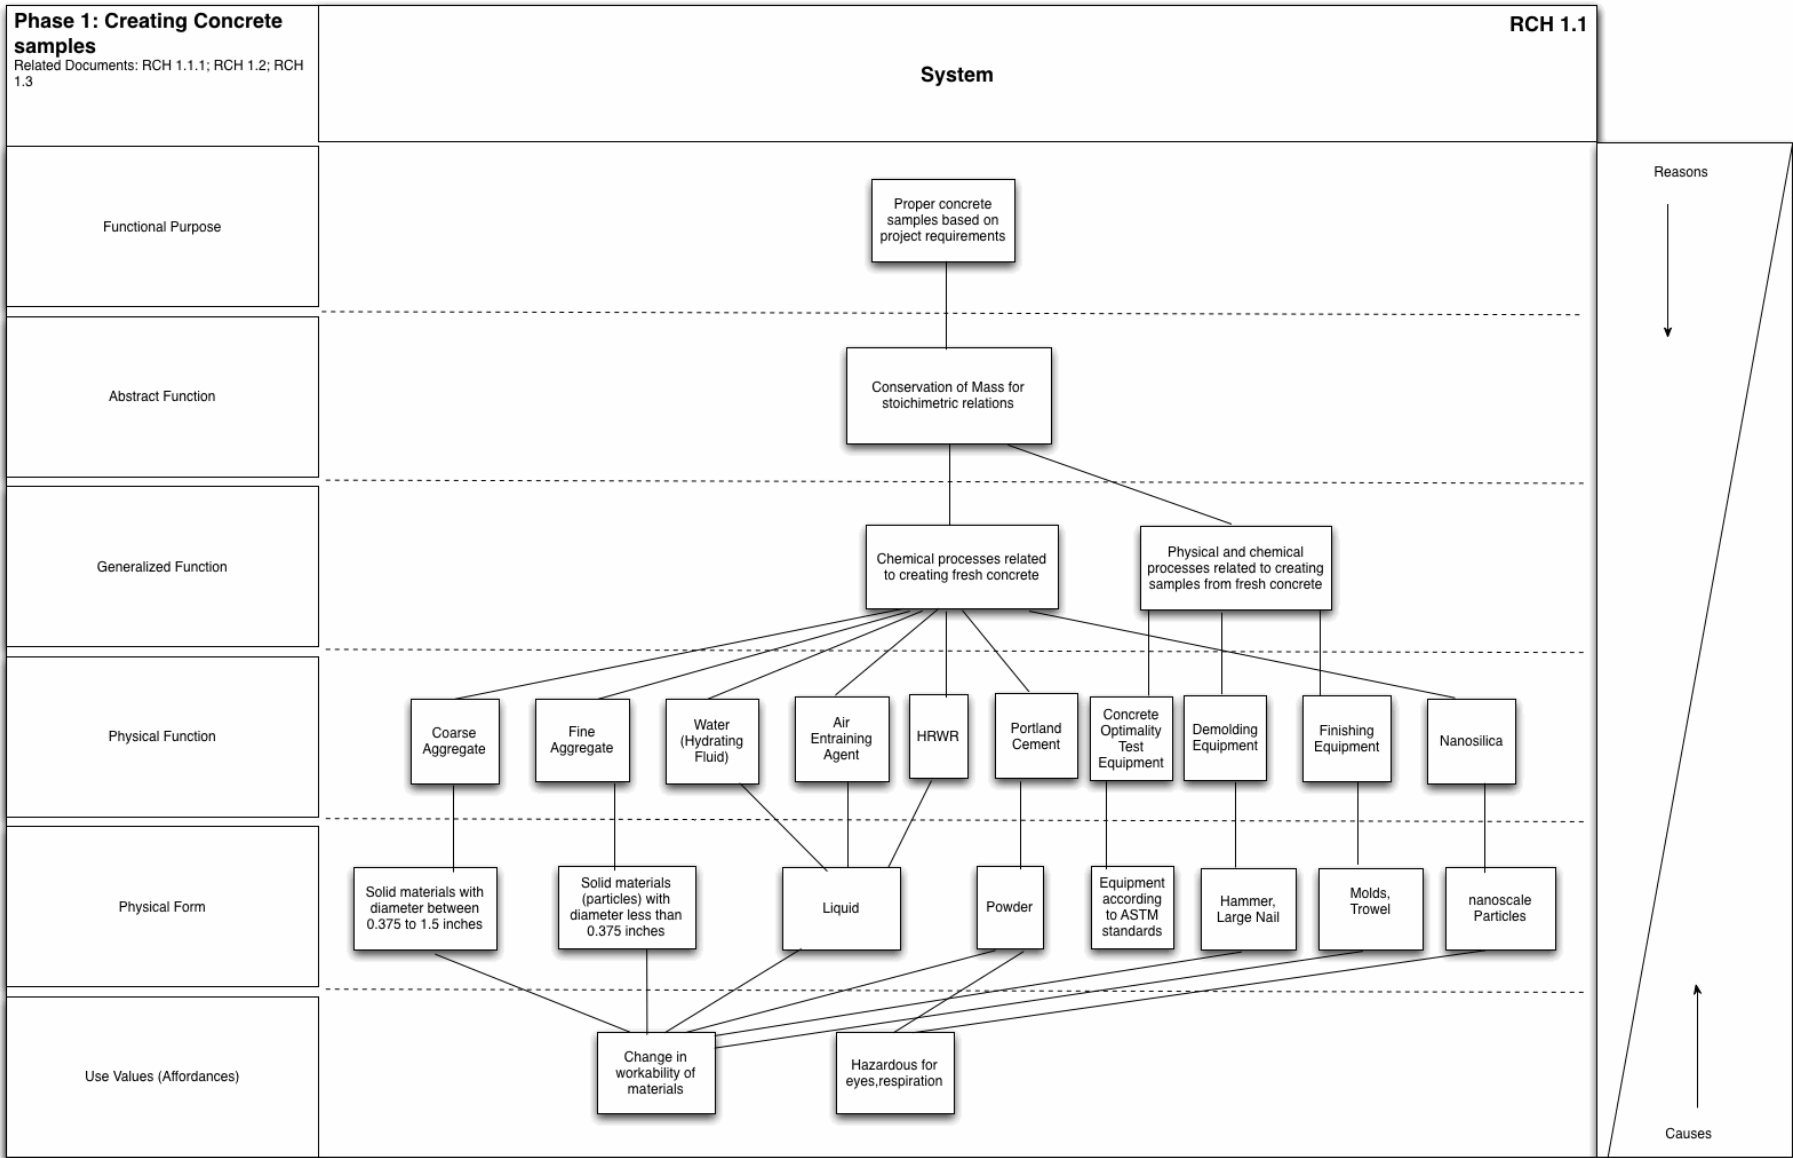 Phase 1: Creating Concrete
samples
Related Documents: RCH 1.1.1; RCH 1.2; RCH
1.3
RCH 1.1
System
Reasons
Functional Purpose
Proper concrete
samples based on
project requirements
Abstract Function
Conservation of Mass for
stoichimetric relations
Generalized Function
Chemical processes related
to creating fresh concrete
Physical and chemical
processes related to creating
samples from fresh concrete
Physical Function
Coarse
Aggregate
Fine
Aggregate
Water
(Hydrating
Fluid)
Air
Entraining
Agent
HRWR
Portland
Cement
Concrete
Optimality
Test
Equipment
Demolding
Equipment
Finishing
Equipment
Nanosilica
Physical Form
Solid materials with
diameter between
0.375 to 1.5 inches
Solid materials
(particles) with
diameter less than
0.375 inches
Liquid
Powder
Equipment
according
to ASTM
standards
Hammer,
Large Nail
Molds,
Trowel
nanoscale
Particles
Use Values (Affordances)
Change in
workability of
materials
Hazardous for
eyes,respiration
Causes